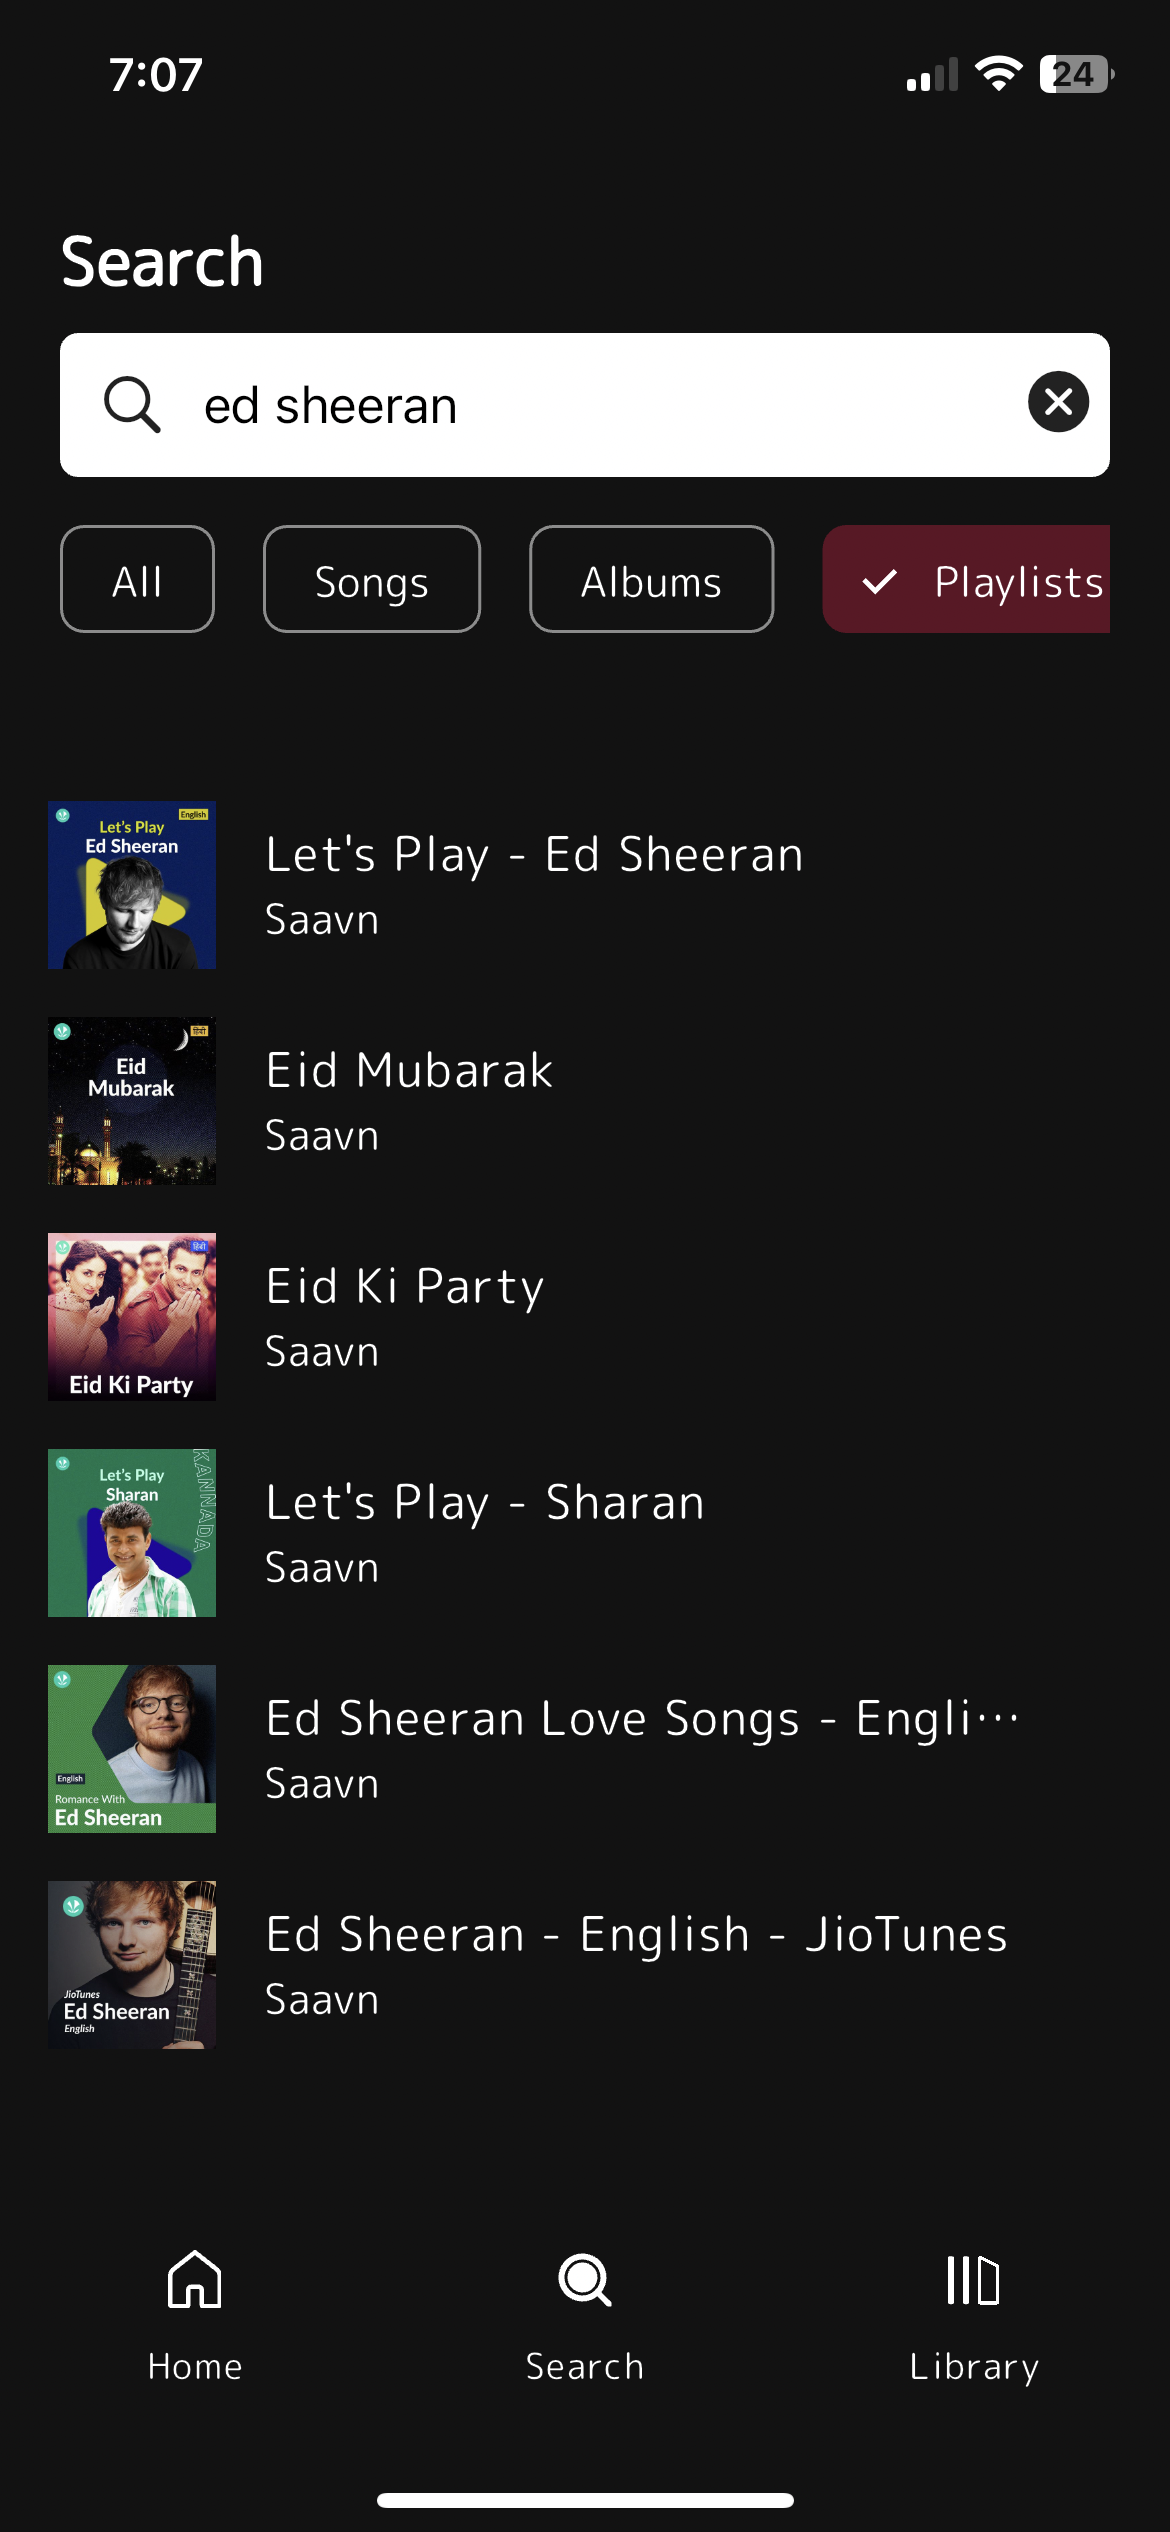 7:07
24
Search
ed sheeran
All
Songs
Albums
Playlists
English
Let's Play
Ed Sheeran
Let's Play - Ed Sheeran
Saavn
हिंदी
Eid
Mubarak
Eid Mubarak
Saavn
हिंदी
Eid Ki Party
Eid Ki Party
Saavn
KANNADA
Let's Play
Sharan
Let's Play - Sharan
Saavn
English
Romance With
Ed Sheeran
Ed Sheeran Love Songs - Engli...
Saavn
JioTunes
Ed Sheeran
English
Ed Sheeran - English - JioTunes
Saavn
Home
Search
Library